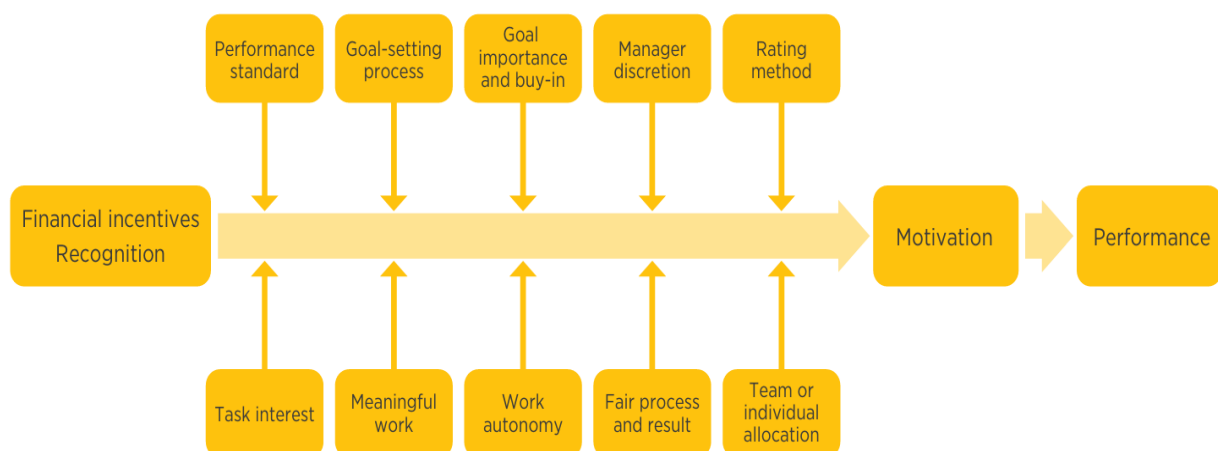 Performance
standard
Goal-setting
process
Goal
importance
and buy-in
Manager
discretion
Rating
method
Financial incentives
Recognition
Motivation
Performance
Task interest
Meaningful
work
Work
autonomy
Fair process
and result
Team or
individual
allocation